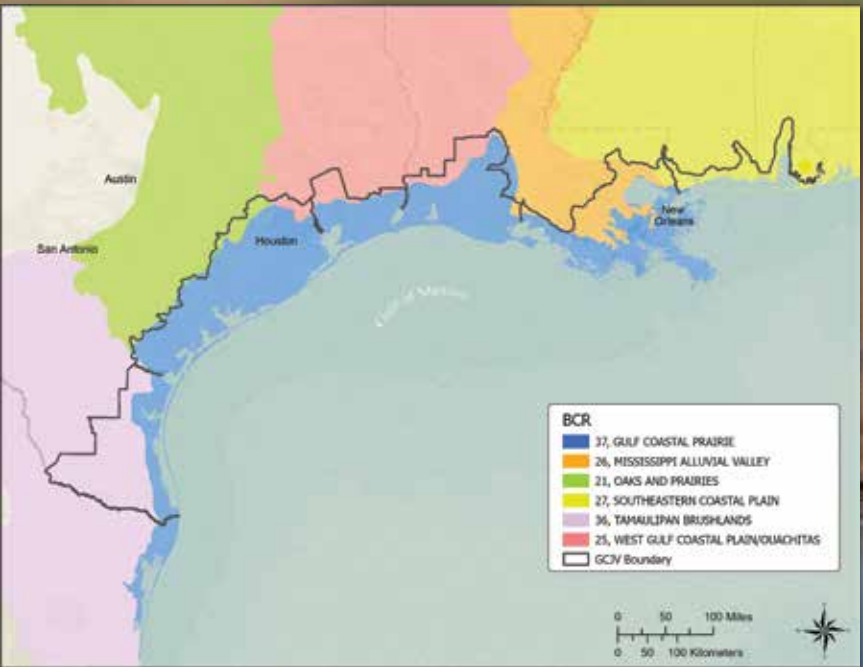 Austin
San Antonio
Houston
New
Orleans
Gulf of Mexico
BCR
37, GULF COASTAL PRAIRIE
26, MISSISSIPPI ALLUVIAL VALLEY
21, OAKS AND PRAIRIES
27, SOUTHEASTERN COASTAL PLAIN
36, TAMAULIPAN BRUSHLANDS
25, WEST GULF COASTAL PLAIN/OUACHITAS
GCJV Boundary
0 50 100 Miles
0 50 100 Kilometers